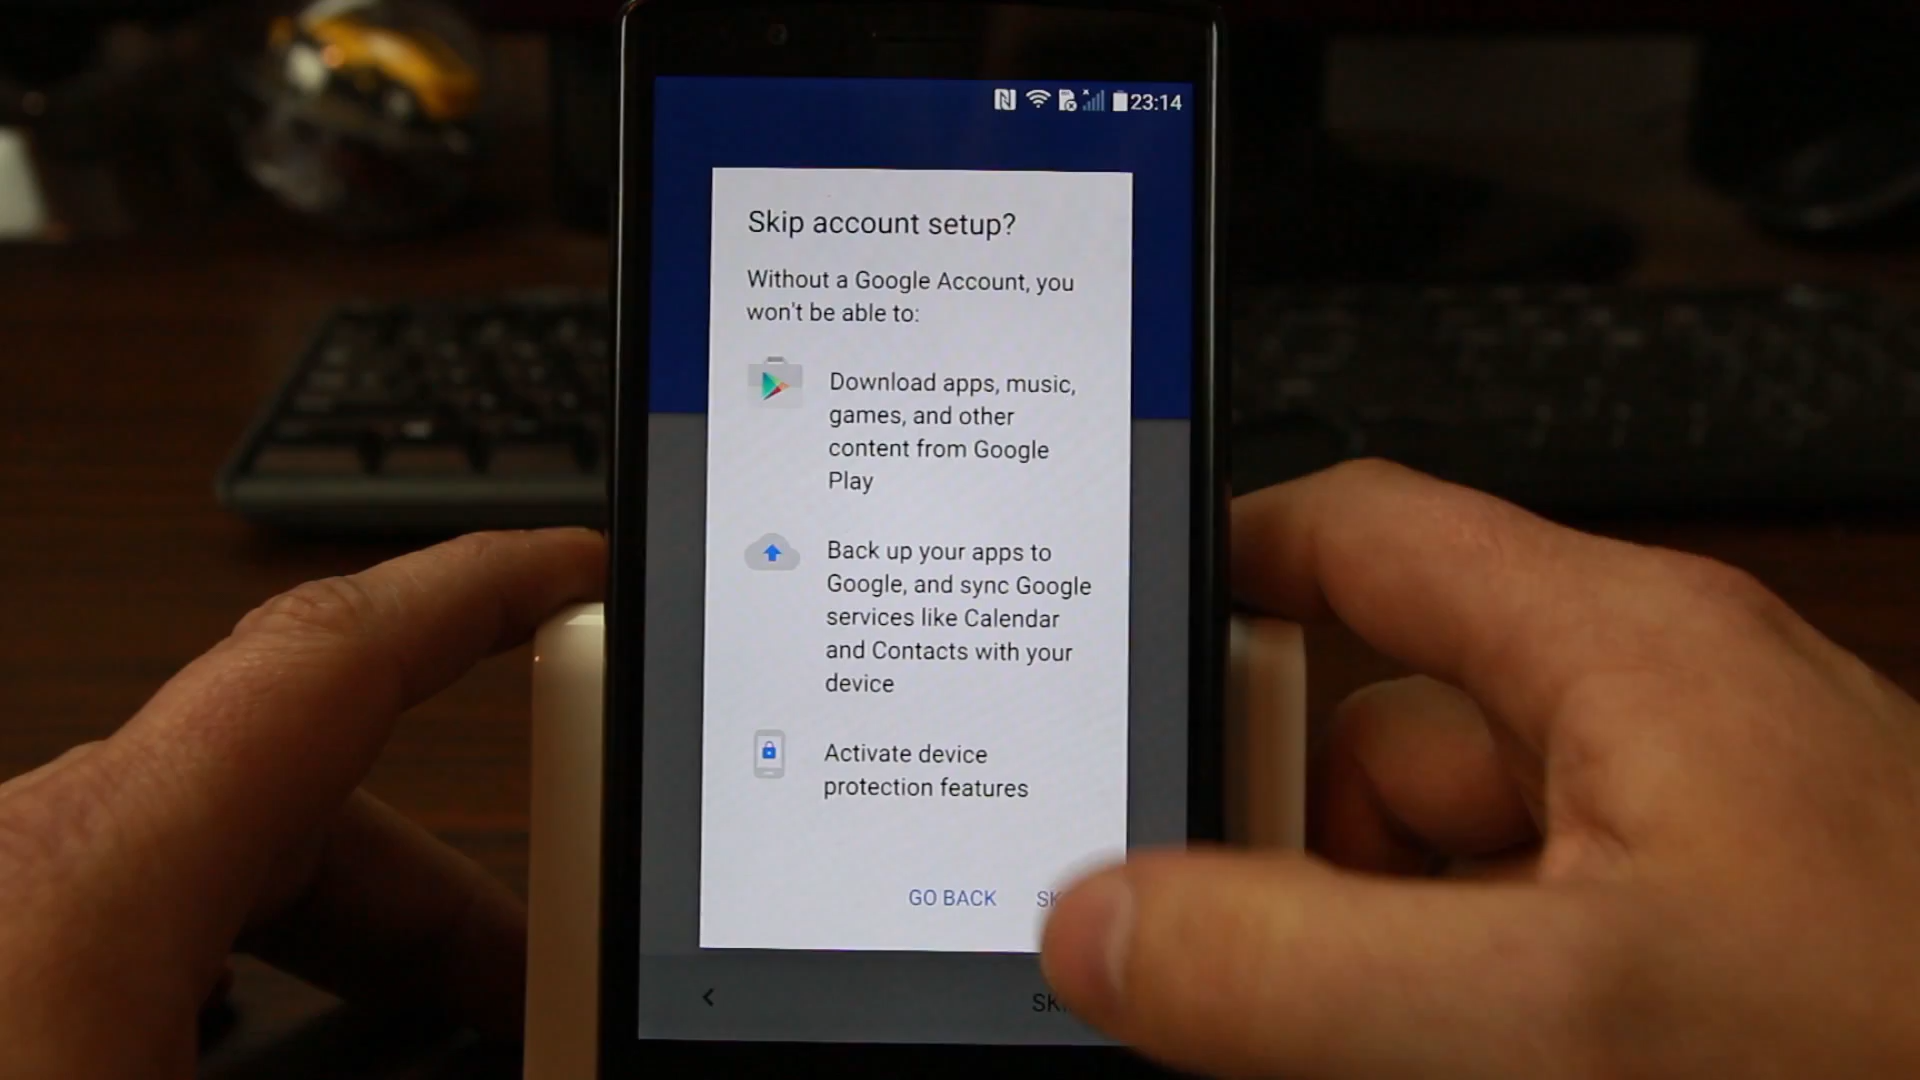 23:14
Skip account setup?
Without a Google Account, you
won't be able to:
Download apps, music,
games, and other
content from Google
Play
Back up your apps to
Google, and sync Google
services like Calendar
and Contacts with your
device
Activate device
protection features
GO BACK